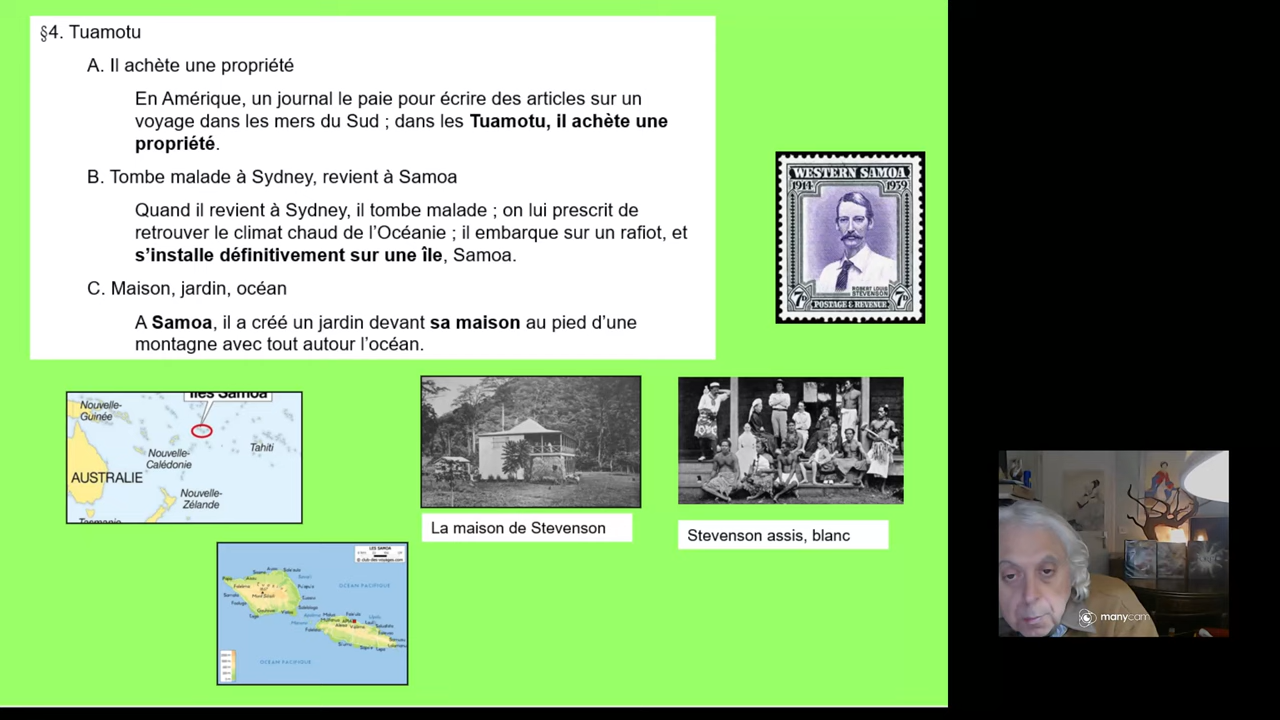 §4. Tuamotu
A. Il achète une propriété
En Amérique, un journal le paie pour écrire des articles sur un
voyage dans les mers du Sud ; dans les Tuamotu, il achète une
propriété.
B. Tombe malade à Sydney, revient à Samoa
Quand il revient à Sydney, il tombe malade ; on lui prescrit de
retrouver le climat chaud de l’Océanie ; il embarque sur un rafiot, et
s’installe définitivement sur une île, Samoa.
C. Maison, jardin, océan
A Samoa, il a créé un jardin devant sa maison au pied d’une
montagne avec tout autour l’océan.
WESTERN SAMOA
1914 1939
ROBERT LOUIS
STEVENSON
7D 7D
POSTAGE & REVENUE
Iles Samoa
Nouvelle-
Guinée
Nouvelle-
Calédonie
Tahiti
AUSTRALIE
Nouvelle-
Zélande
Tasmanie
La maison de Stevenson
Stevenson assis, blanc
LES SAMOA
OCEAN PACIFIQUE
OCEAN PACIFIQUE
manycam